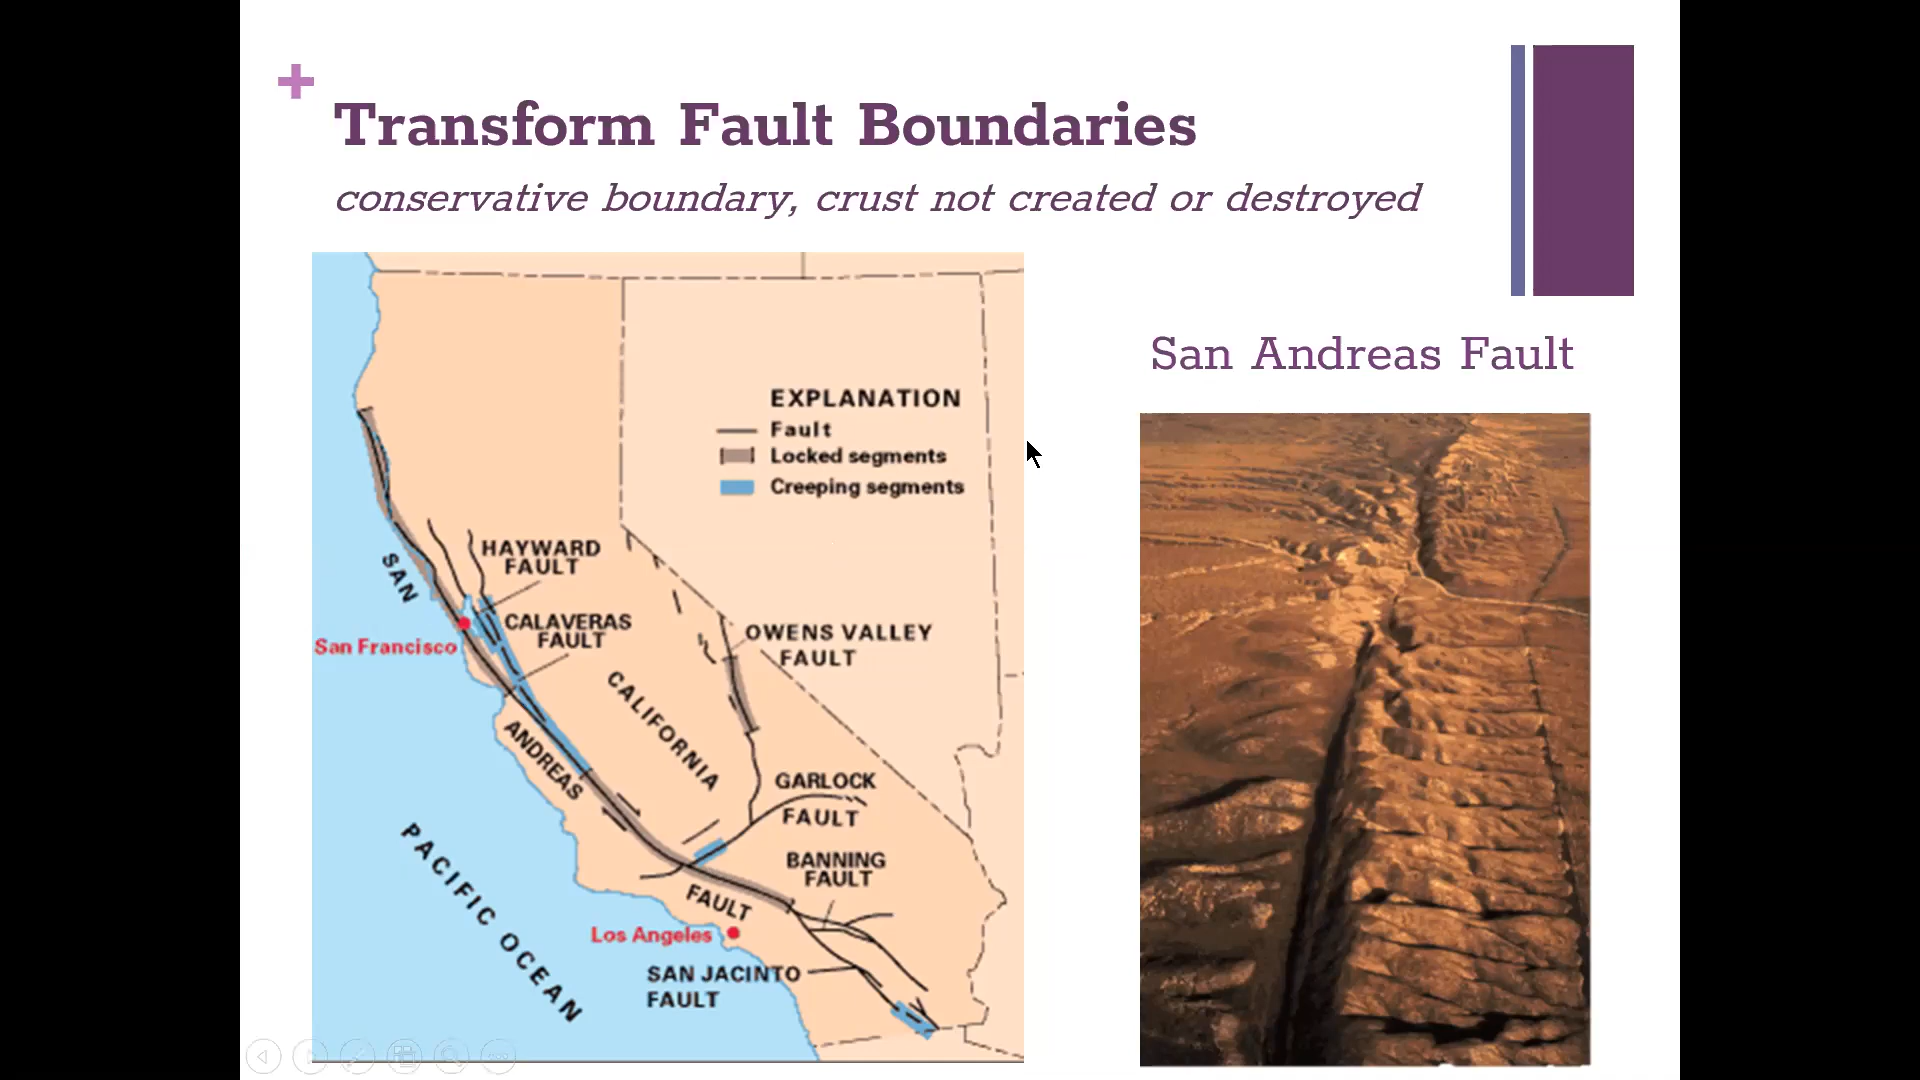 Transform Fault Boundaries
conservative boundary, crust not created or destroyed
San Andreas Fault
EXPLANATION
Fault
Locked segments
Creeping segments
HAYWARD
FAULT
SAN
CALAVERAS
FAULT
San Francisco
OWENS VALLEY
FAULT
CALIFORNIA
ANDREAS
GARLOCK
FAULT
BANNING
FAULT
FAULT
PACIFIC OCEAN
Los Angeles
SAN JACINTO
FAULT